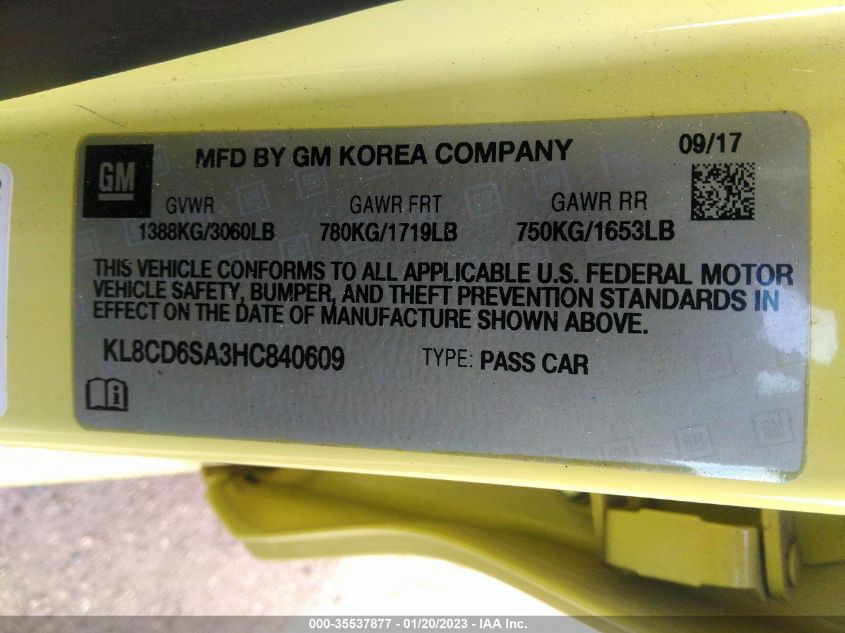 GM
MFD BY GM KOREA COMPANY
09/17
GVWR GAWR FRT GAWR RR
1388KG/3060LB 780KG/1719LB 750KG/1653LB
THIS VEHICLE CONFORMS TO ALL APPLICABLE U.S. FEDERAL MOTOR
VEHICLE SAFETY, BUMPER, AND THEFT PREVENTION STANDARDS IN
EFFECT ON THE DATE OF MANUFACTURE SHOWN ABOVE.
KL8CD6SA3HC840609 TYPE: PASS CAR
000-35537877 - 01/20/2023 - IAA Inc.